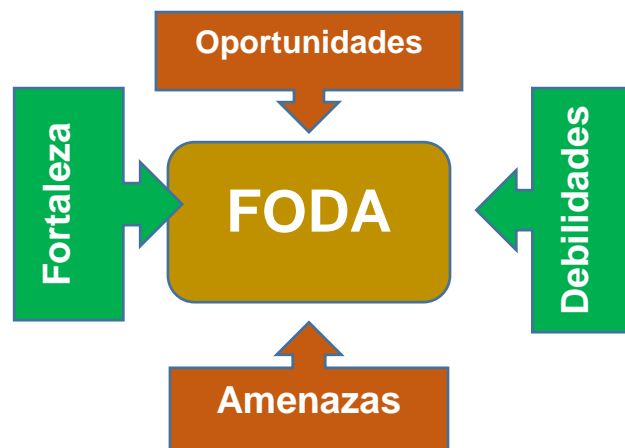 Oportunidades
Fortaleza
FODA
Debilidades
Amenazas